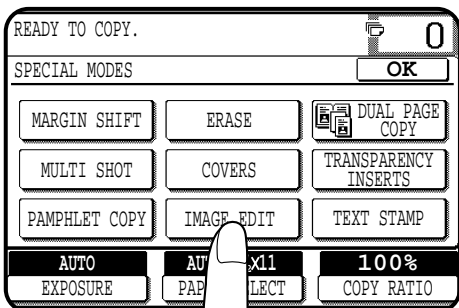 READY TO COPY.
0
SPECIAL MODES
OK
MARGIN SHIFT
ERASE
DUAL PAGE
COPY
MULTI SHOT
COVERS
TRANSPARENCY
INSERTS
PAMPHLET COPY
IMAGE EDIT
TEXT STAMP
AUTO
x11
100%
EXPOSURE
COPY RATIO